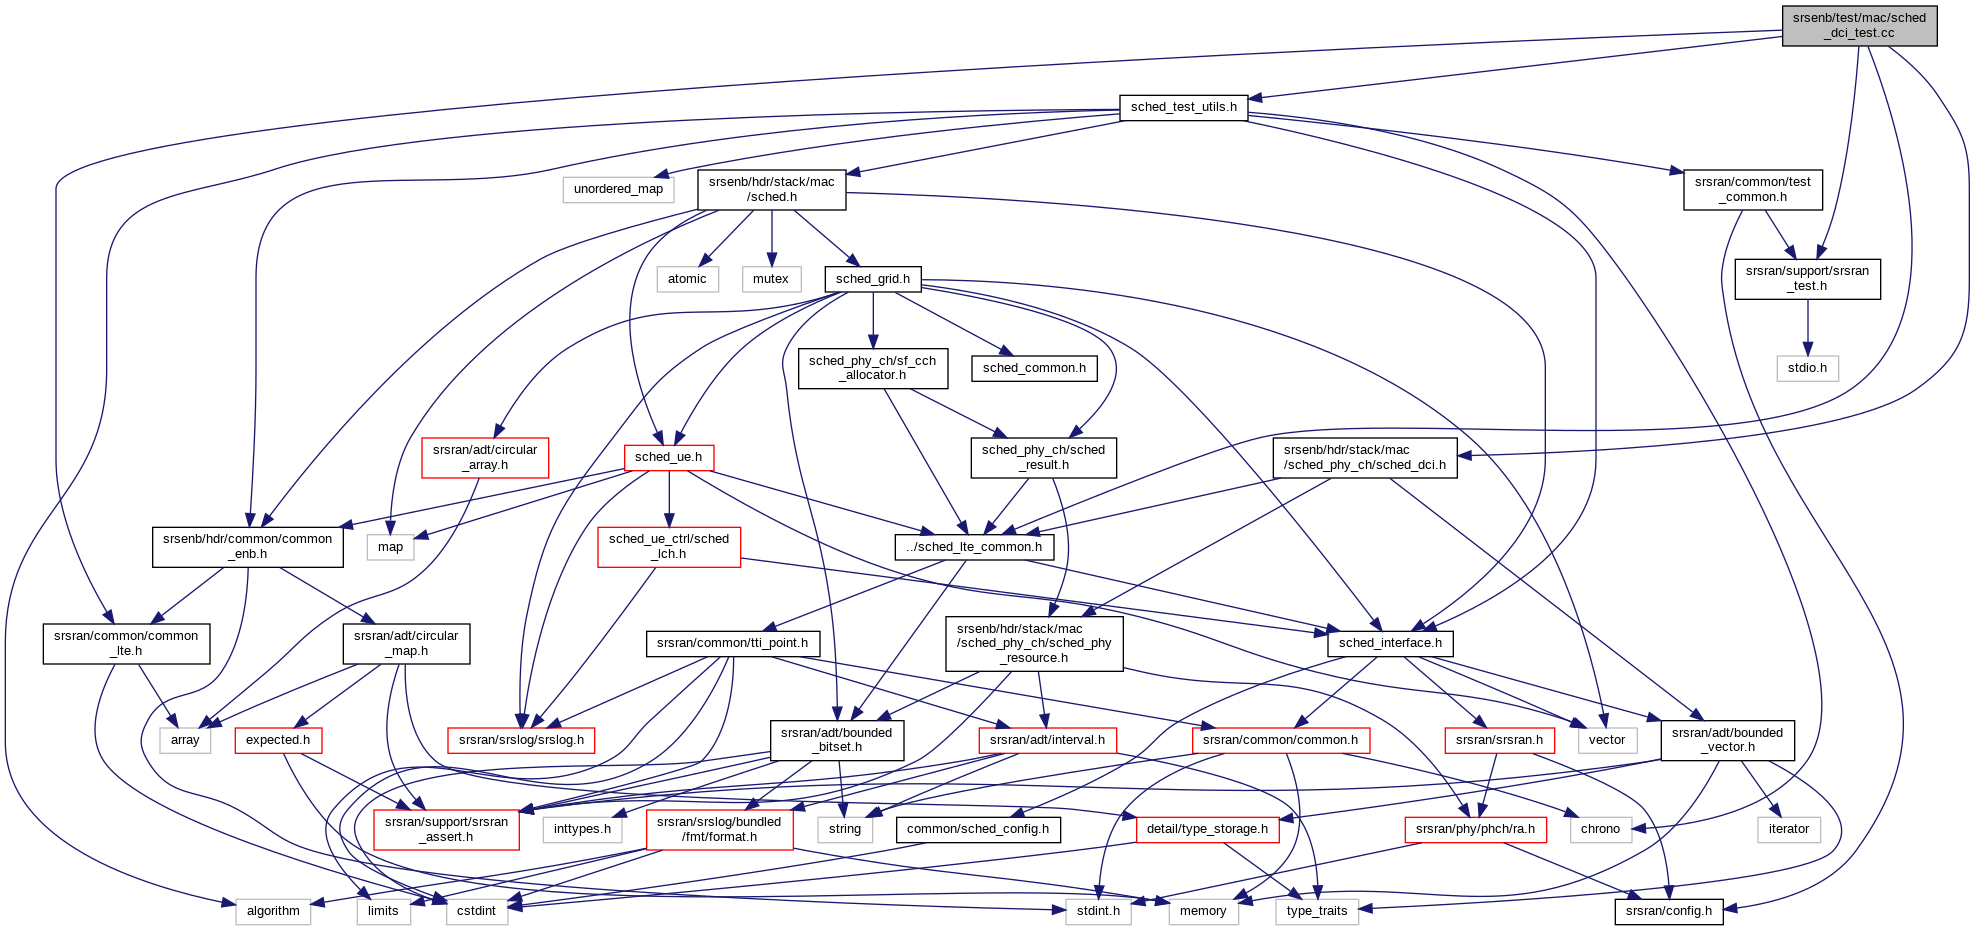 srsenb/test/mac/sched
_dci_test.cc
sched_test_utils.h
unordered_map
srsenb/hdr/stack/mac
/sched.h
srsran/common/test
_common.h
atomic
mutex
sched_grid.h
srsran/support/srsran
_test.h
sched_phy_ch/sf_cch
_allocator.h
sched_common.h
stdio.h
srsran/adt/circular
_array.h
sched_ue.h
sched_phy_ch/sched
_result.h
srsenb/hdr/stack/mac
/sched_phy_ch/sched_dci.h
srsenb/hdr/common/common
_enb.h
map
sched_ue_ctrl/sched
_lch.h
../sched_lte_common.h
srsran/common/common
_lte.h
srsran/adt/circular
_map.h
srsran/common/tti_point.h
srsenb/hdr/stack/mac
/sched_phy_ch/sched_phy
_resource.h
sched_interface.h
array
expected.h
srsran/srslog/srslog.h
srsran/adt/bounded
_bitset.h
srsran/adt/interval.h
srsran/common/common.h
srsran/srsran.h
vector
srsran/adt/bounded
_vector.h
srsran/support/srsran
_assert.h
inttypes.h
srsran/srslog/bundled
/fmt/format.h
string
common/sched_config.h
detail/type_storage.h
srsran/phy/phch/ra.h
chrono
iterator
algorithm
limits
cstdint
stdint.h
memory
type_traits
srsran/config.h